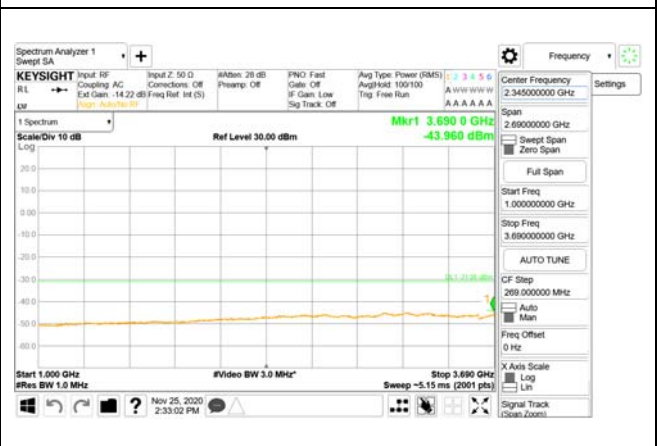 Spectrum Analyzer 1
Swept SA
Frequency
KEYSIGHT
Input: RF
Coupling: AC
Ext Gain: -14.22 dB
Align: Auto/No RF
Input Z: 50 Ω
Corrections: Off
Freq Ref: Int (S)
#Atten: 28 dB
Preamp: Off
PNO: Fast
Gate: Off
IF Gain: Low
Sig Track: Off
Avg Type: Power (RMS)
Avg|Hold: 100/100
Trig: Free Run
1 2 3 4 5 6
A W W W W W
A A A A A A
RL
1 Spectrum
Scale/Div 10 dB
Ref Level 30.00 dBm
Mkr1 3.690 0 GHz
-43.960 dBm
Log
20.0
10.0
0.00
-10.0
-20.0
-30.0
-40.0
-50.0
-60.0
1
Start 1.000 GHz
#Video BW 3.0 MHz*
Stop 3.690 GHz
#Res BW 1.0 MHz
Sweep ~5.15 ms (2001 pts)
Nov 25, 2020
2:33:02 PM
Settings
Center Frequency
2.345000000 GHz
Span
2.69000000 GHz
Swept Span
Zero Span
Full Span
Start Freq
1.000000000 GHz
Stop Freq
3.690000000 GHz
AUTO TUNE
CF Step
269.000000 MHz
Auto
Man
Freq Offset
0 Hz
X Axis Scale
Log
Lin
Signal Track
(Span Zoom)